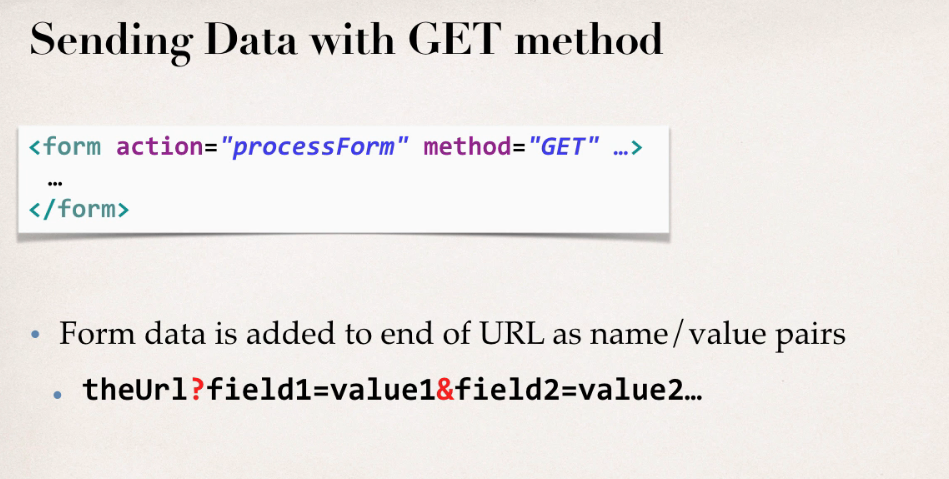 Sending Data with GET method
<form action="processForm" method="GET" …>
…
</form>
• Form data is added to end of URL as name/value pairs
• theUrl?field1=value1&field2=value2…